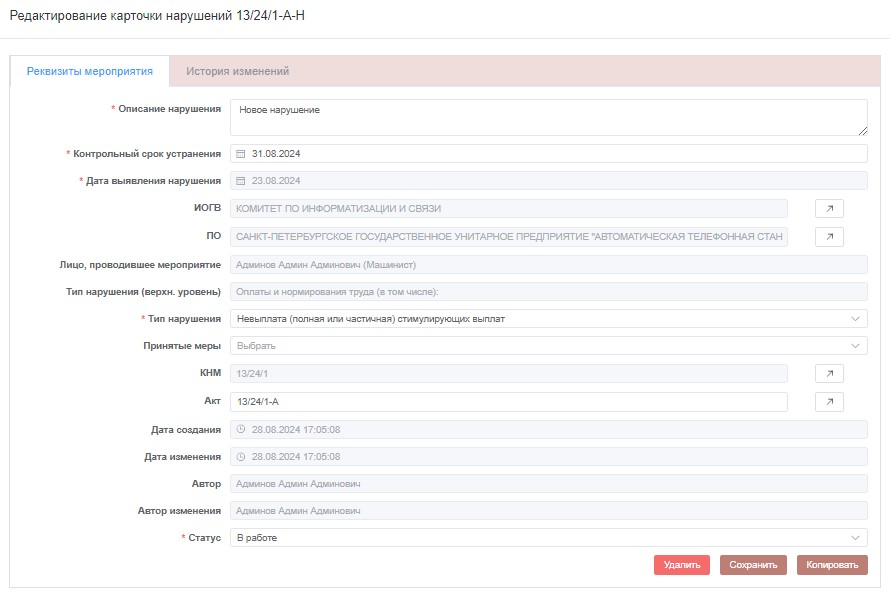 Редактирование карточки нарушений 13/24/1-А-Н
Реквизиты мероприятия История изменений
* Описание нарушения Новое нарушение
* Контрольный срок устранения 31.08.2024
* Дата выявления нарушения 23.08.2024
ИОГВ КОМИТЕТ ПО ИНФОРМАТИЗАЦИИ И СВЯЗИ
ПО САНКТ-ПЕТЕРБУРГСКОЕ ГОСУДАРСТВЕННОЕ УНИТАРНОЕ ПРЕДПРИЯТИЕ "АВТОМАТИЧЕСКАЯ ТЕЛЕФОННАЯ СТАН
Лицо, проводившее мероприятие Админов Админ Админович (Машинист)
Тип нарушения (верхн. уровень) Оплаты и нормирования труда (в том числе):
* Тип нарушения Невыплата (полная или частичная) стимулирующих выплат
Принятые меры Выбрать
КНМ 13/24/1
Акт 13/24/1-А
Дата создания 28.08.2024 17:05:08
Дата изменения 28.08.2024 17:05:08
Автор Админов Админ Админович
Автор изменения Админов Админ Админович
* Статус В работе
Удалить Сохранить Копировать